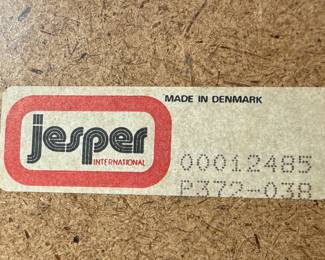 MADE IN DENMARK
jesper
INTERNATIONAL
00012485
P372-038